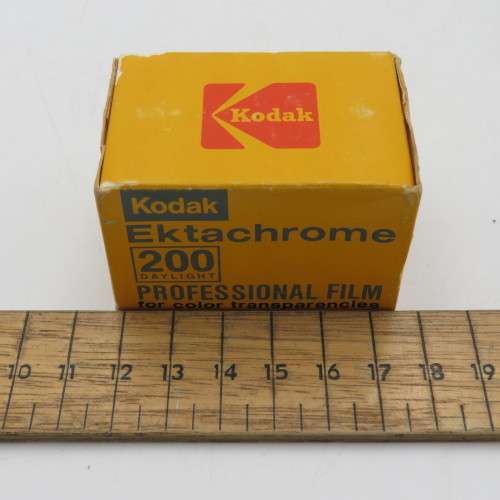 Kodak
Kodak
Ektachrome
200
DAYLIGHT
PROFESSIONAL FILM
for color transparencies
10 11 12 13 14 15 16 17 18 19